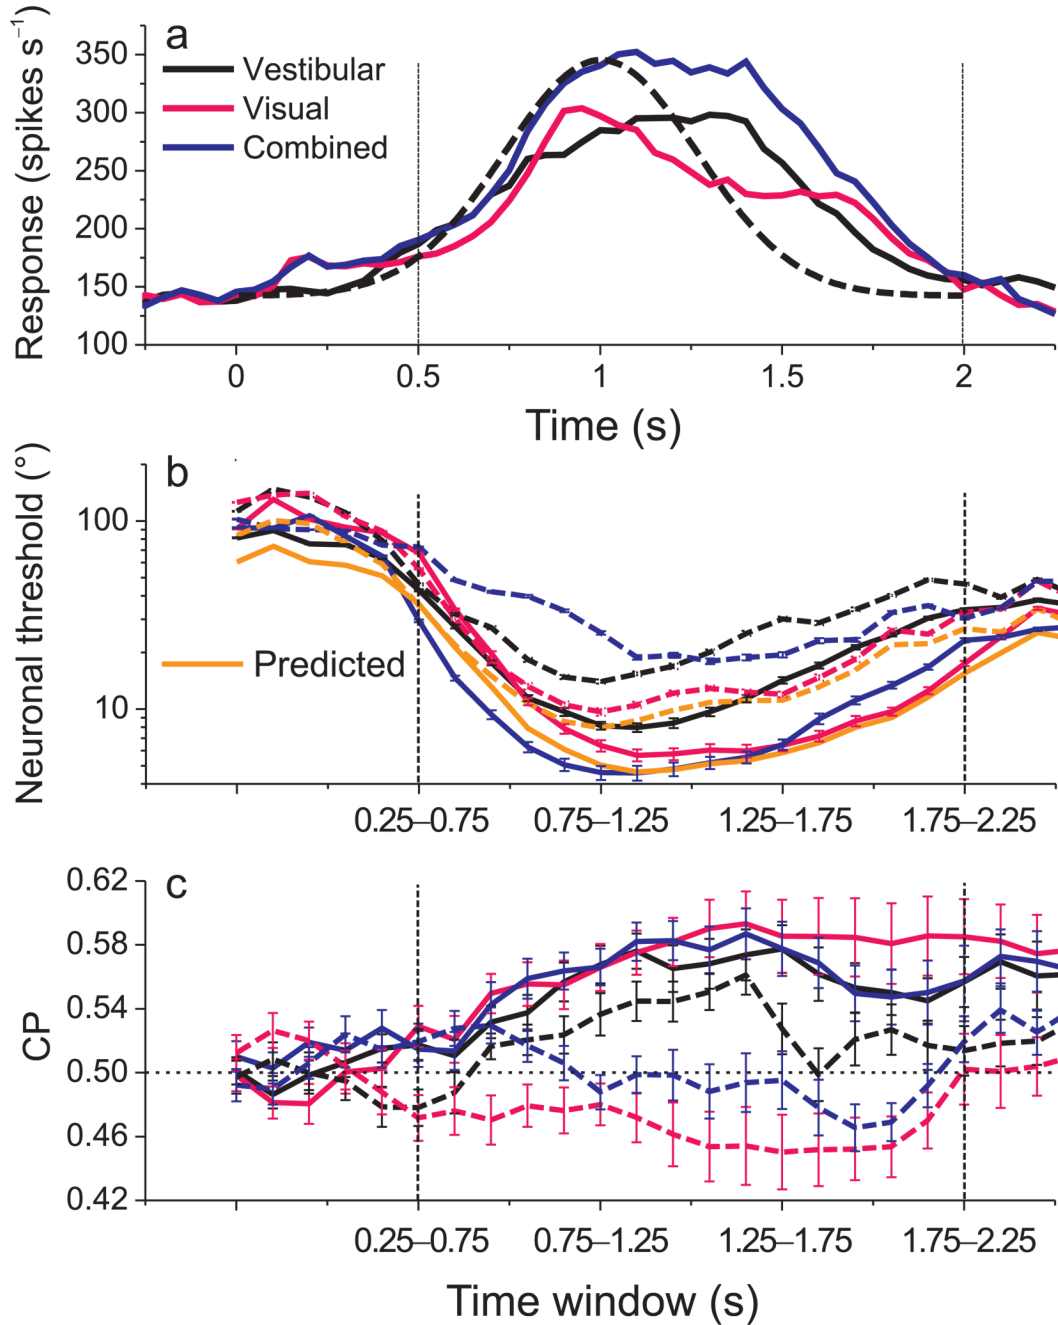 a
Response (spikes s⁻¹)
350
300
250
200
150
100
Vestibular
Visual
Combined
0
0.5
1
1.5
2
Time (s)
b
Neuronal threshold (°)
100
10
Predicted
0.25–0.75
0.75–1.25
1.25–1.75
1.75–2.25
c
CP
0.62
0.58
0.54
0.50
0.46
0.42
0.25–0.75
0.75–1.25
1.25–1.75
1.75–2.25
Time window (s)